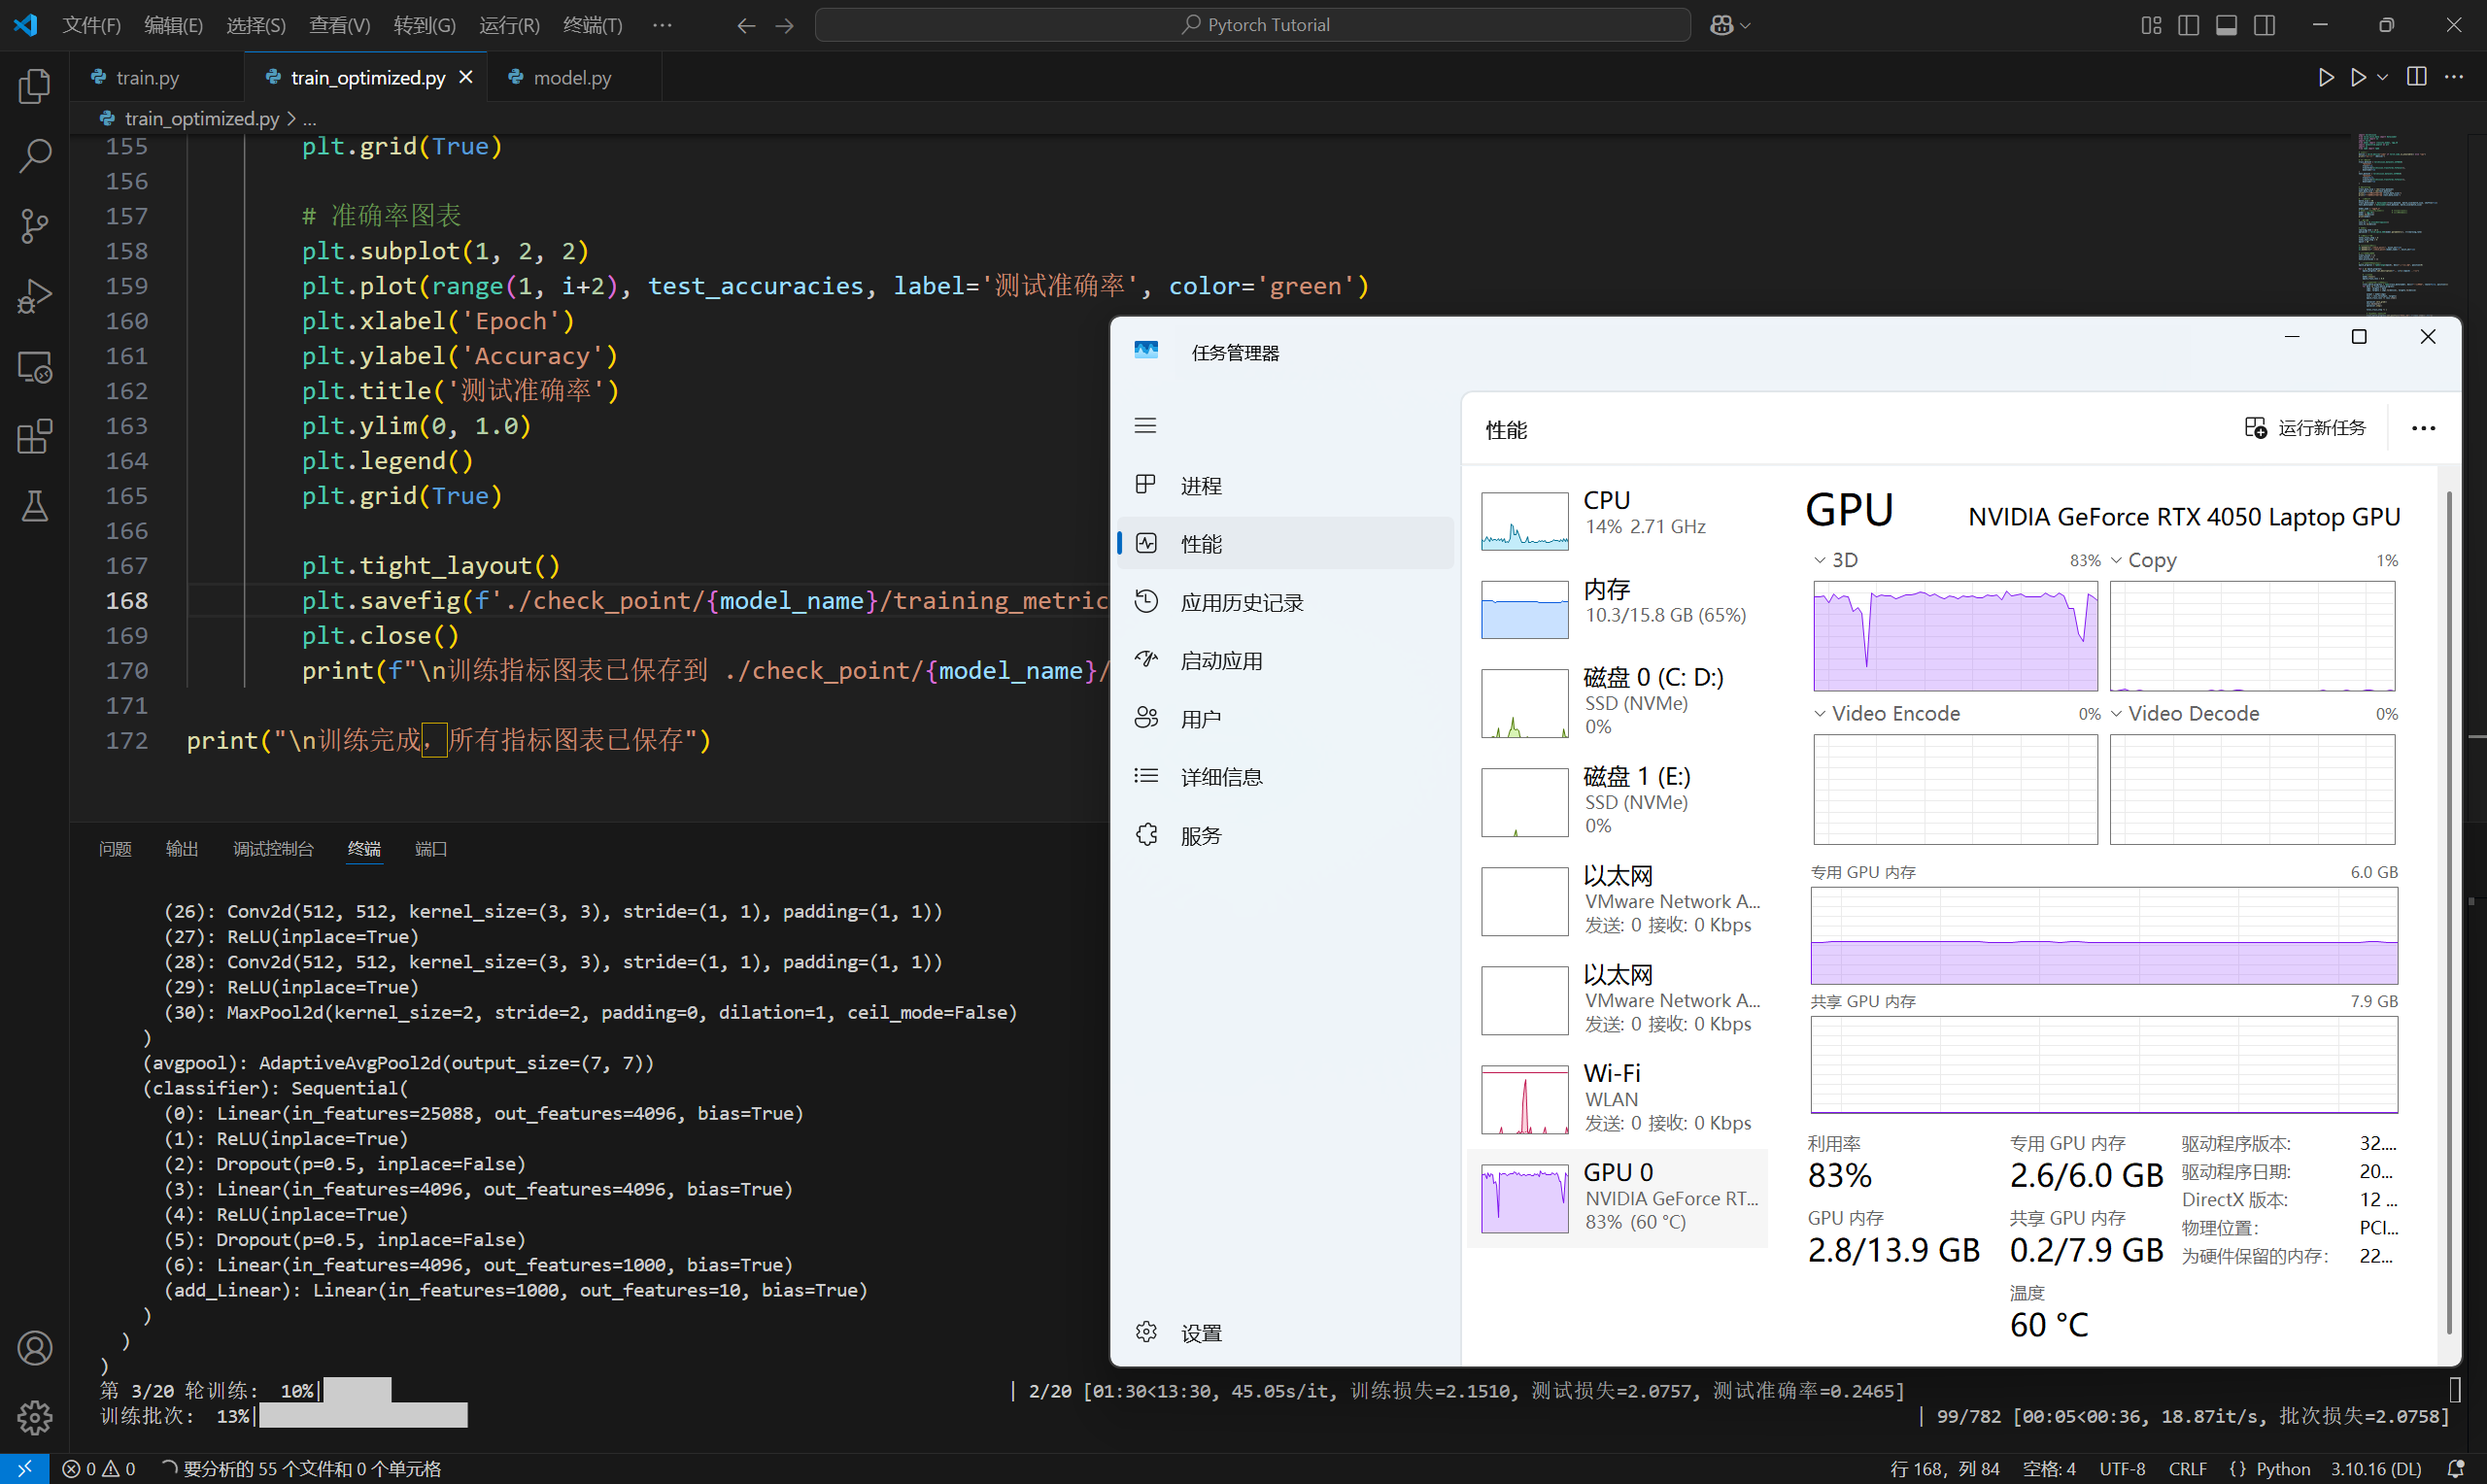 文件(F) 编辑(E) 选择(S) 查看(V) 转到(G) 运行(R) 终端(T) ···
Pytorch Tutorial
train.py train_optimized.py model.py
train_optimized.py > ...
155 plt.grid(True)
156
157 # 准确率图表
158 plt.subplot(1, 2, 2)
159 plt.plot(range(1, i+2), test_accuracies, label='测试准确率', color='green')
160 plt.xlabel('Epoch')
161 plt.ylabel('Accuracy')
162 plt.title('测试准确率')
163 plt.ylim(0, 1.0)
164 plt.legend()
165 plt.grid(True)
166
167 plt.tight_layout()
168 plt.savefig(f'./check_point/{model_name}/training_metric
169 plt.close()
170 print(f"\n训练指标图表已保存到 ./check_point/{model_name}/
171
172 print("\n训练完成，所有指标图表已保存")
问题 输出 调试控制台 终端 端口
(26): Conv2d(512, 512, kernel_size=(3, 3), stride=(1, 1), padding=(1, 1))
(27): ReLU(inplace=True)
(28): Conv2d(512, 512, kernel_size=(3, 3), stride=(1, 1), padding=(1, 1))
(29): ReLU(inplace=True)
(30): MaxPool2d(kernel_size=2, stride=2, padding=0, dilation=1, ceil_mode=False)
)
(avgpool): AdaptiveAvgPool2d(output_size=(7, 7))
(classifier): Sequential(
(0): Linear(in_features=25088, out_features=4096, bias=True)
(1): ReLU(inplace=True)
(2): Dropout(p=0.5, inplace=False)
(3): Linear(in_features=4096, out_features=4096, bias=True)
(4): ReLU(inplace=True)
(5): Dropout(p=0.5, inplace=False)
(6): Linear(in_features=4096, out_features=1000, bias=True)
(add_Linear): Linear(in_features=1000, out_features=10, bias=True)
)
)
)
第 3/20 轮训练: 10%| | 2/20 [01:30<13:30, 45.05s/it, 训练损失=2.1510, 测试损失=2.0757, 测试准确率=0.2465]
训练批次: 13%| | 99/782 [00:05<00:36, 18.87it/s, 批次损失=2.0758]
任务管理器
进程
性能
应用历史记录
启动应用
用户
详细信息
服务
设置
性能
运行新任务
CPU
14% 2.71 GHz
内存
10.3/15.8 GB (65%)
磁盘 0 (C: D:)
SSD (NVMe)
0%
磁盘 1 (E:)
SSD (NVMe)
0%
以太网
VMware Network A...
发送: 0 接收: 0 Kbps
以太网
VMware Network A...
发送: 0 接收: 0 Kbps
Wi-Fi
WLAN
发送: 0 接收: 0 Kbps
GPU 0
NVIDIA GeForce RT...
83% (60 °C)
GPU NVIDIA GeForce RTX 4050 Laptop GPU
3D 83% Copy 1%
Video Encode 0% Video Decode 0%
专用 GPU 内存 6.0 GB
共享 GPU 内存 7.9 GB
利用率
83%
GPU 内存
2.8/13.9 GB
专用 GPU 内存
2.6/6.0 GB
共享 GPU 内存
0.2/7.9 GB
温度
60 °C
驱动程序版本: 32....
驱动程序日期: 20...
DirectX 版本: 12 ...
物理位置: PCI...
为硬件保留的内存: 22...
0 0 要分析的 55 个文件和 0 个单元格 行 168，列 84 空格: 4 UTF-8 CRLF {} Python 3.10.16 (DL)